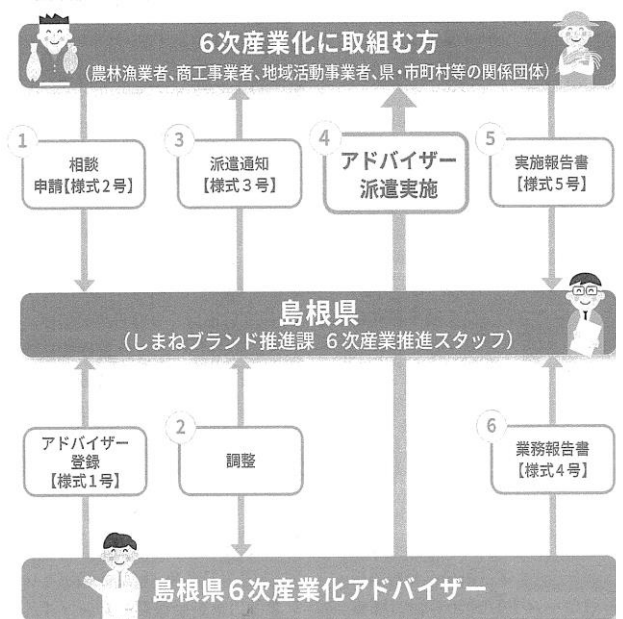 6次産業化に取組む方
(農林漁業者、商工事業者、地域活動事業者、県・市町村等の関係団体)
1
相談
申請【様式2号】
3
派遣通知
【様式3号】
4
アドバイザー
派遣実施
5
実施報告書
【様式5号】
島根県
(しまねブランド推進課 6次産業推進スタッフ)
アドバイザー
登録
【様式1号】
2
調整
6
業務報告書
【様式4号】
島根県6次産業化アドバイザー